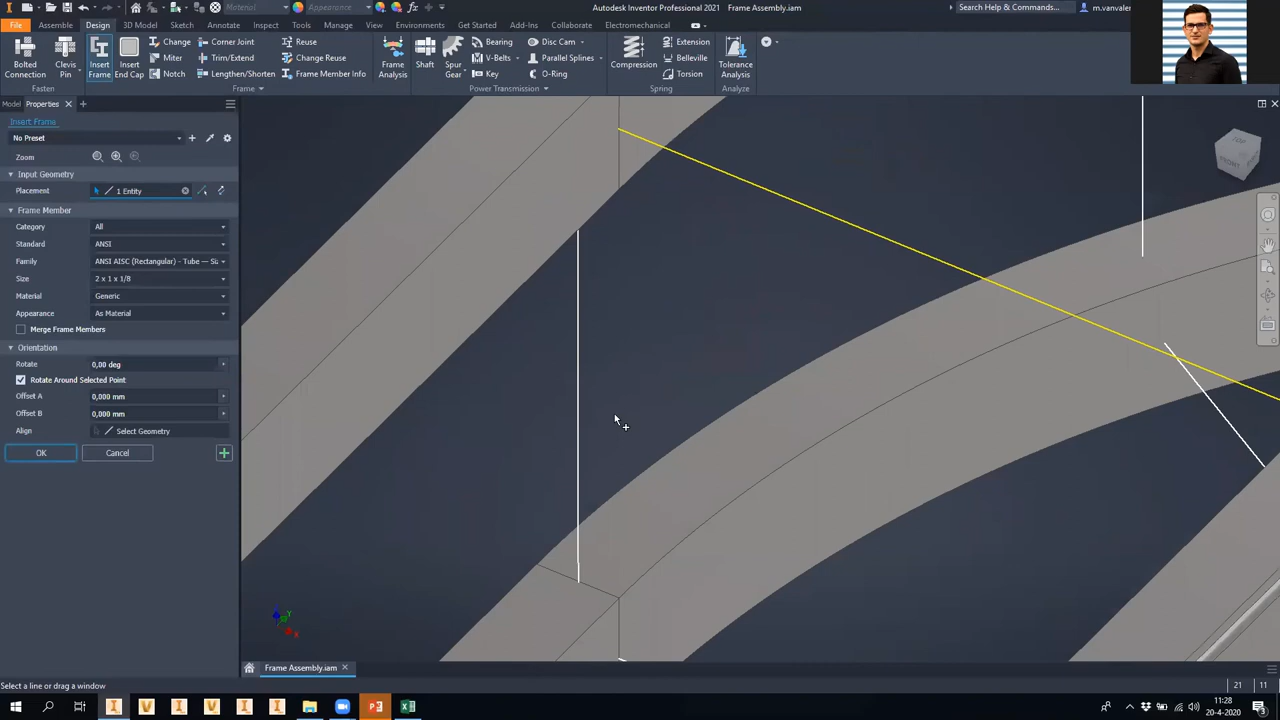 Material
Appearance
Autodesk Inventor Professional 2021 Frame Assembly.iam
Search Help & Commands...
m.vanvaler
File Assembly Design 3D Model Sketch Annotate Inspect Tools Manage View Environments Get Started Add-Ins Collaborate Electromechanical
Bolted Connection
Clevis Pin
Insert Frame
Insert End Cap
Change
Miter
Notch
Corner Joint
Trim/Extend
Lengthen/Shorten
Reuse
Change Reuse
Frame Member Info
Frame Analysis
Shaft
Spur Gear
Bearing
V-Belts
Key
Disc Cam
Parallel Splines
O-Ring
Compression
Extension
Belleville
Torsion
Tolerance Analysis
Fasten
Frame
Power Transmission
Spring
Analyze
Model Properties
Insert Frame
No Preset
Zoom
Input Geometry
Placement 1 Entity
Frame Member
Category All
Standard ANSI
Family ANSI AISC (Rectangular) - Tube — Su
Size 2 x 1 x 1/8
Material Generic
Appearance As Material
Merge Frame Members
Orientation
Rotate 0,00 deg
Rotate Around Selected Point
Offset A 0,000 mm
Offset B 0,000 mm
Align Select Geometry
OK Cancel
TOP
FRONT
Z
Y
X
Frame Assembly.iam
Select a line or drag a window
21 11
11:28
20-4-2020